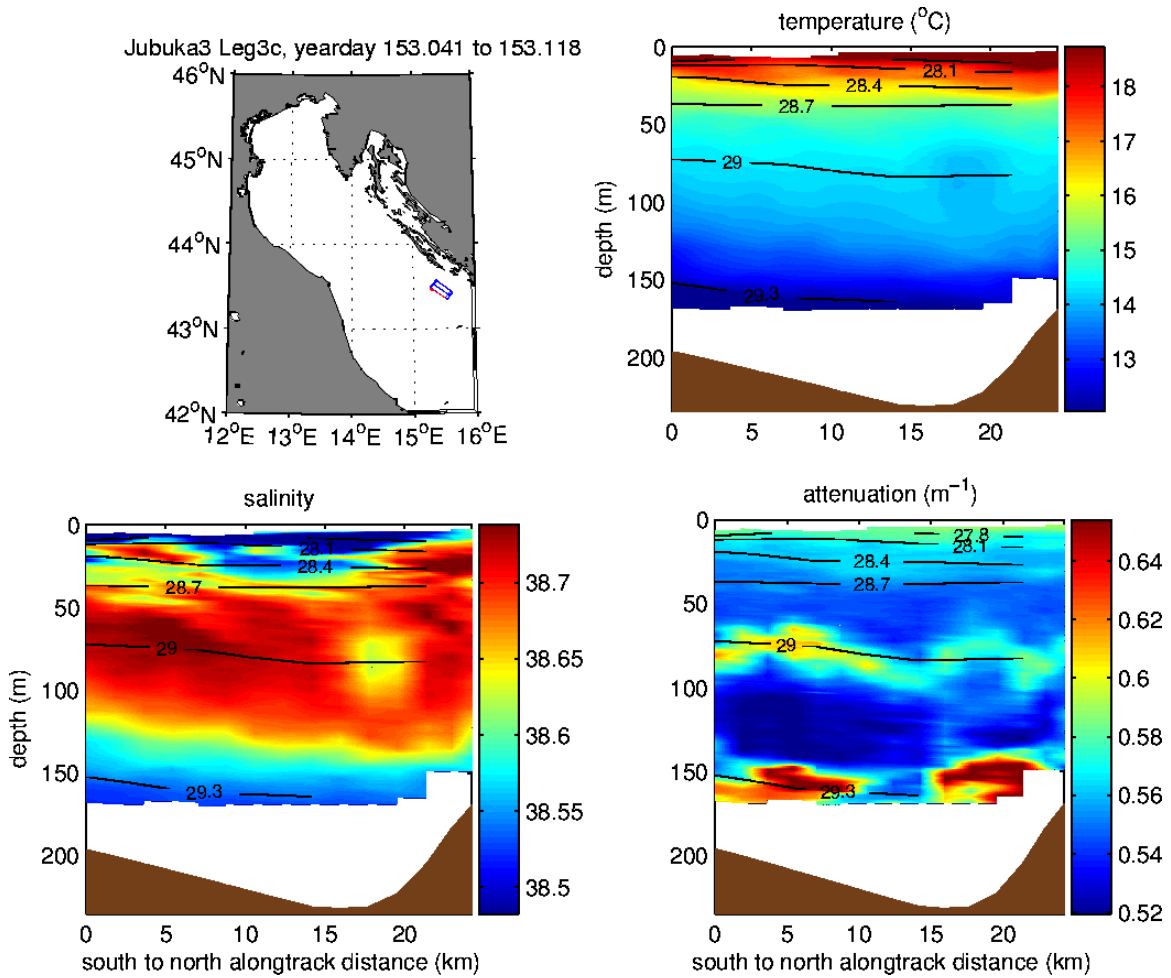 Jubuka3 Leg3c, yearday 153.041 to 153.118
46°N
45°N
44°N
43°N
42°N
12°E 13°E 14°E 15°E 16°E
temperature (°C)
0
50
100
150
200
depth (m)
28.1
28.4
28.7
29
29.3
0 5 10 15 20
18
17
16
15
14
13
salinity
0
50
100
150
200
depth (m)
28.1
28.4
28.7
29
29.3
0 5 10 15 20
south to north alongtrack distance (km)
38.7
38.65
38.6
38.55
38.5
attenuation (m⁻¹)
0
50
100
150
200
27.8
28.1
28.4
28.7
29
29.3
0 5 10 15 20
south to north alongtrack distance (km)
0.64
0.62
0.6
0.58
0.56
0.54
0.52